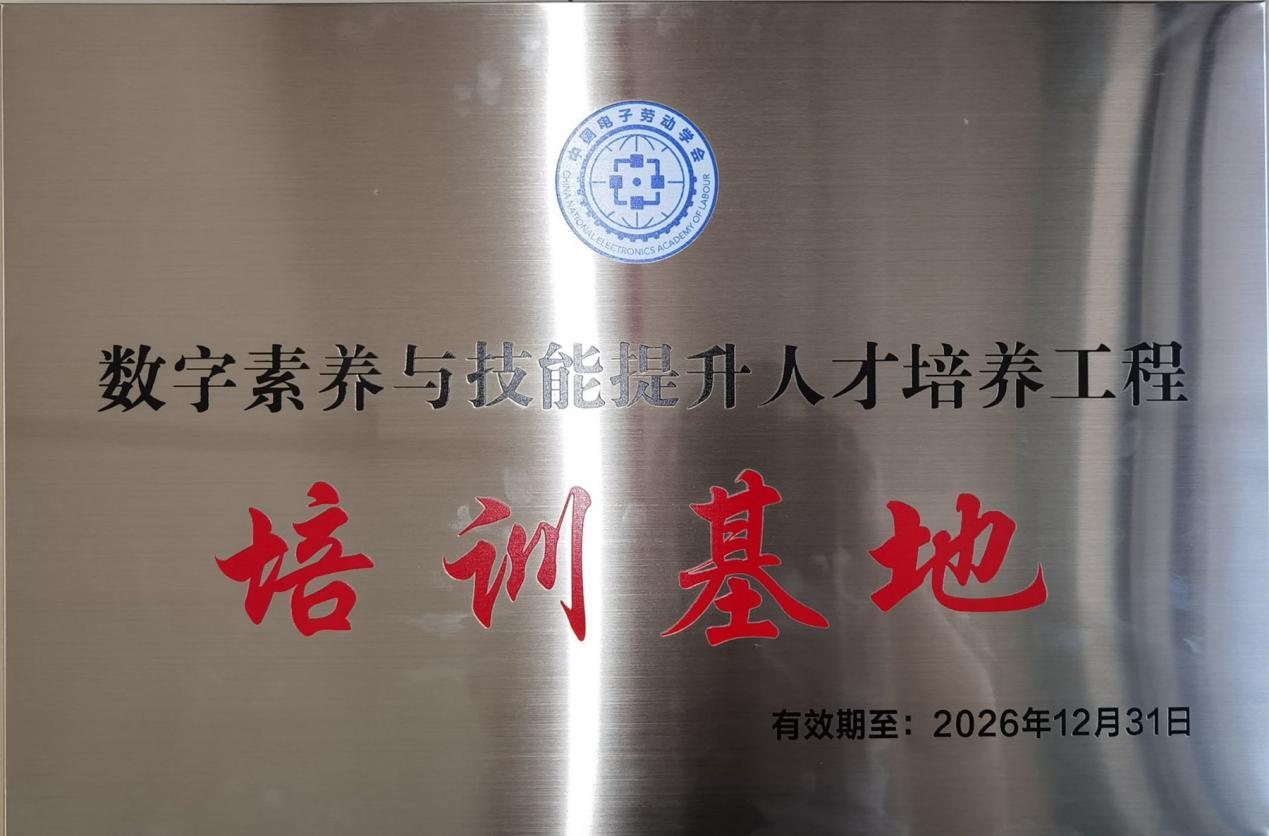 中国电子劳动学会
CHINA NATIONAL ELECTRONICS ACADEMY OF LABOUR
数字素养与技能提升人才培养工程
培训基地
有效期至：2026年12月31日